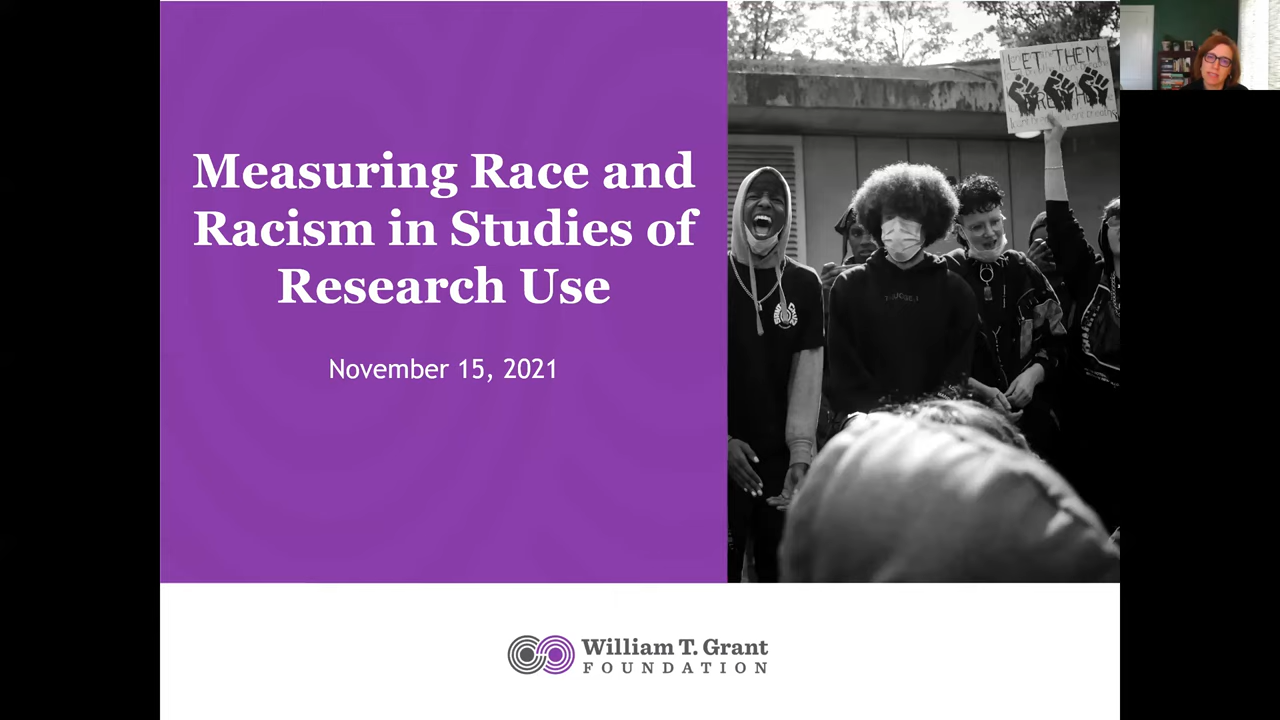 Measuring Race and
Racism in Studies of
Research Use
November 15, 2021
LET THEM
William T. Grant
FOUNDATION